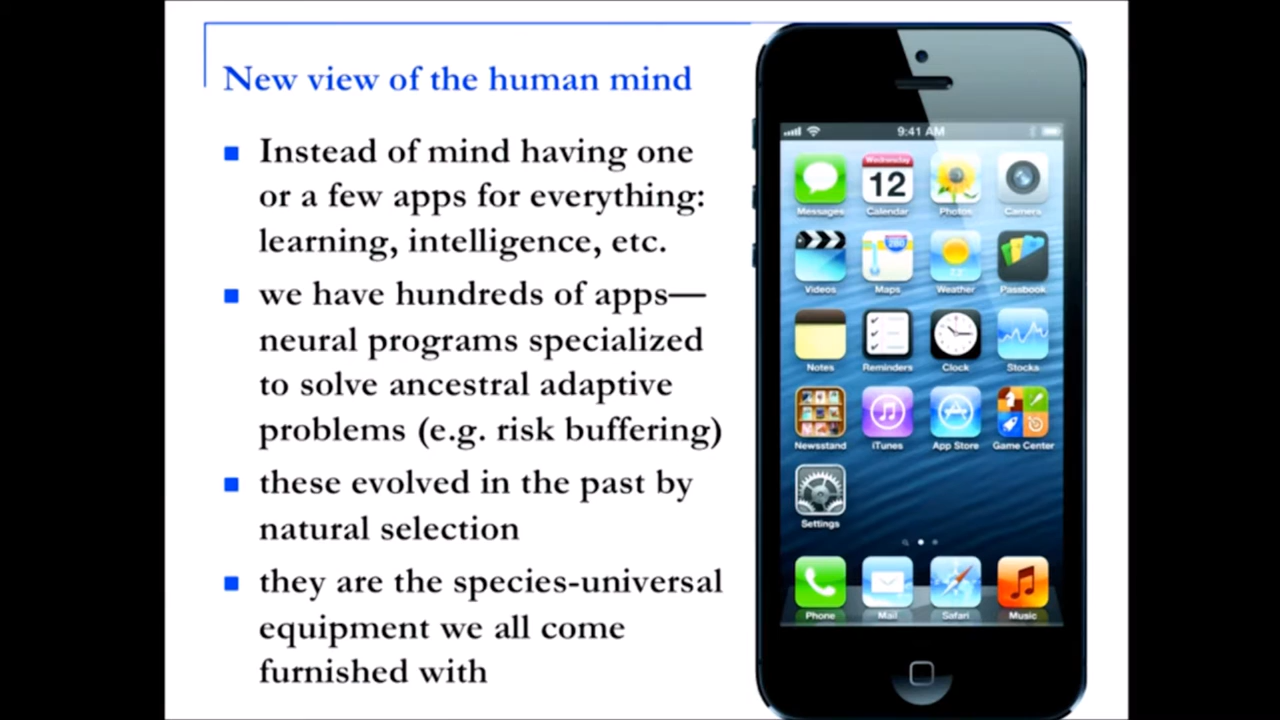 New view of the human mind
Instead of mind having one
or a few apps for everything:
learning, intelligence, etc.
we have hundreds of apps—
neural programs specialized
to solve ancestral adaptive
problems (e.g. risk buffering)
these evolved in the past by
natural selection
they are the species-universal
equipment we all come
furnished with
9:41 AM
Wednesday
12
280
Messages Calendar Photos Camera
Videos Maps Weather Passbook
Notes Reminders Clock Stocks
Newsstand iTunes App Store Game Center
Settings
Phone Mail Safari Music